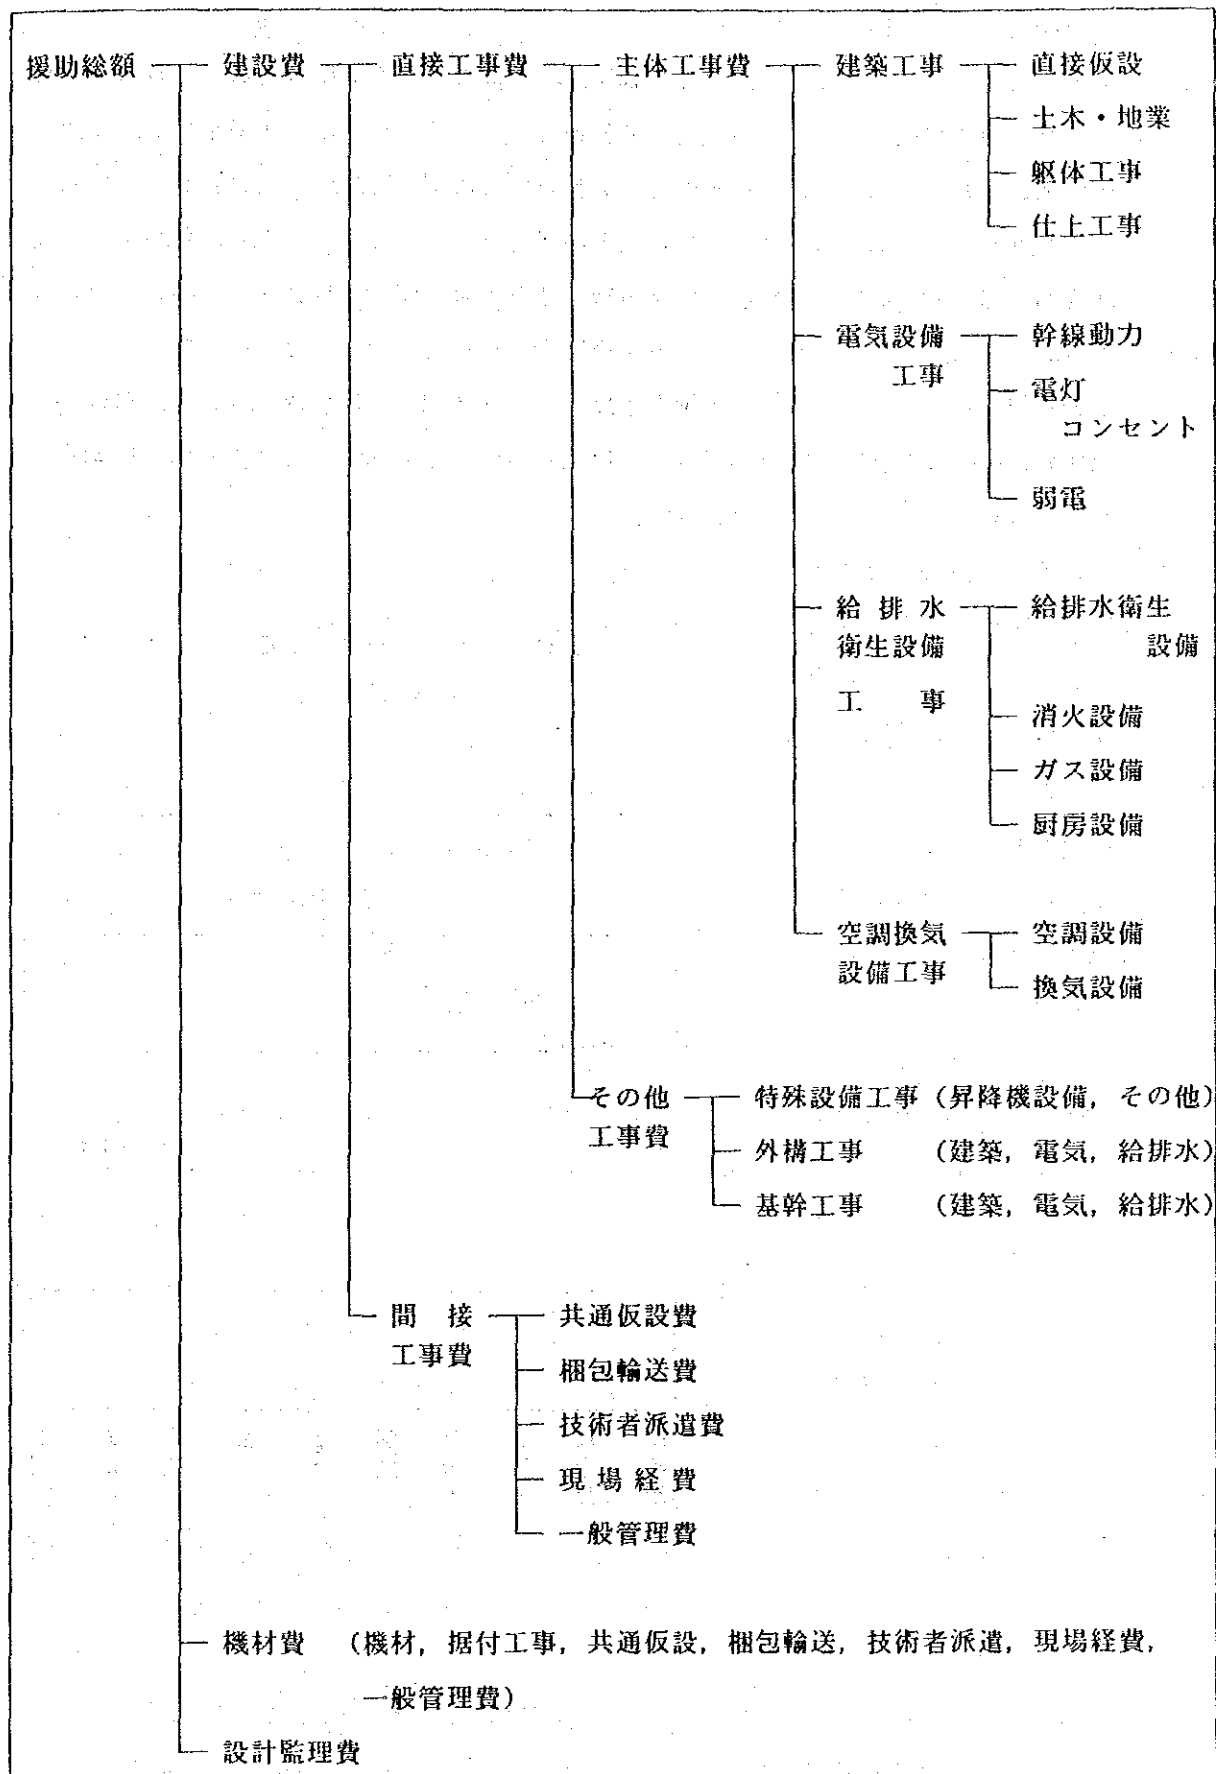 援助総額 建設費 直接工事費 主体工事費 建築工事 直接仮設
土木・地業
躯体工事
仕上工事
電気設備 幹線動力
工事
電灯
コンセント
弱電
給排水 給排水衛生
衛生設備 設備
工事
消火設備
ガス設備
厨房設備
空調換気 空調設備
設備工事
換気設備
その他 特殊設備工事 (昇降機設備, その他)
工事費
外構工事 (建築, 電気, 給排水)
基幹工事 (建築, 電気, 給排水)
間接 共通仮設費
工事費
梱包輸送費
技術者派遣費
現場経費
一般管理費
機材費 (機材, 据付工事, 共通仮設, 梱包輸送, 技術者派遣, 現場経費,
一般管理費)
設計監理費